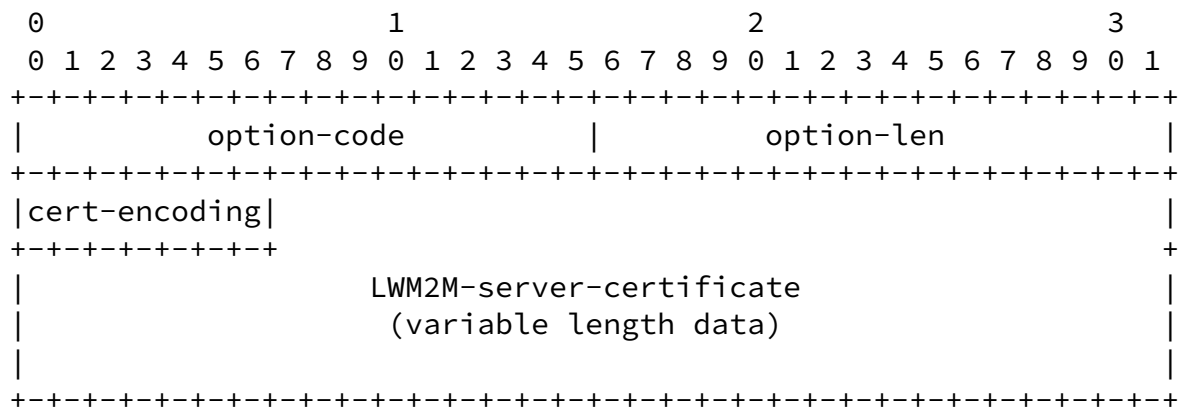 0                   1                   2                   3
 0 1 2 3 4 5 6 7 8 9 0 1 2 3 4 5 6 7 8 9 0 1 2 3 4 5 6 7 8 9 0 1
+-+-+-+-+-+-+-+-+-+-+-+-+-+-+-+-+-+-+-+-+-+-+-+-+-+-+-+-+-+-+-+-+
|          option-code          |         option-len            |
+-+-+-+-+-+-+-+-+-+-+-+-+-+-+-+-+-+-+-+-+-+-+-+-+-+-+-+-+-+-+-+-+
|cert-encoding|                                                 |
+-+-+-+-+-+-+-+                                                 +
|                   LWM2M-server-certificate                    |
|                    (variable length data)                     |
|                                                               |
+-+-+-+-+-+-+-+-+-+-+-+-+-+-+-+-+-+-+-+-+-+-+-+-+-+-+-+-+-+-+-+-+